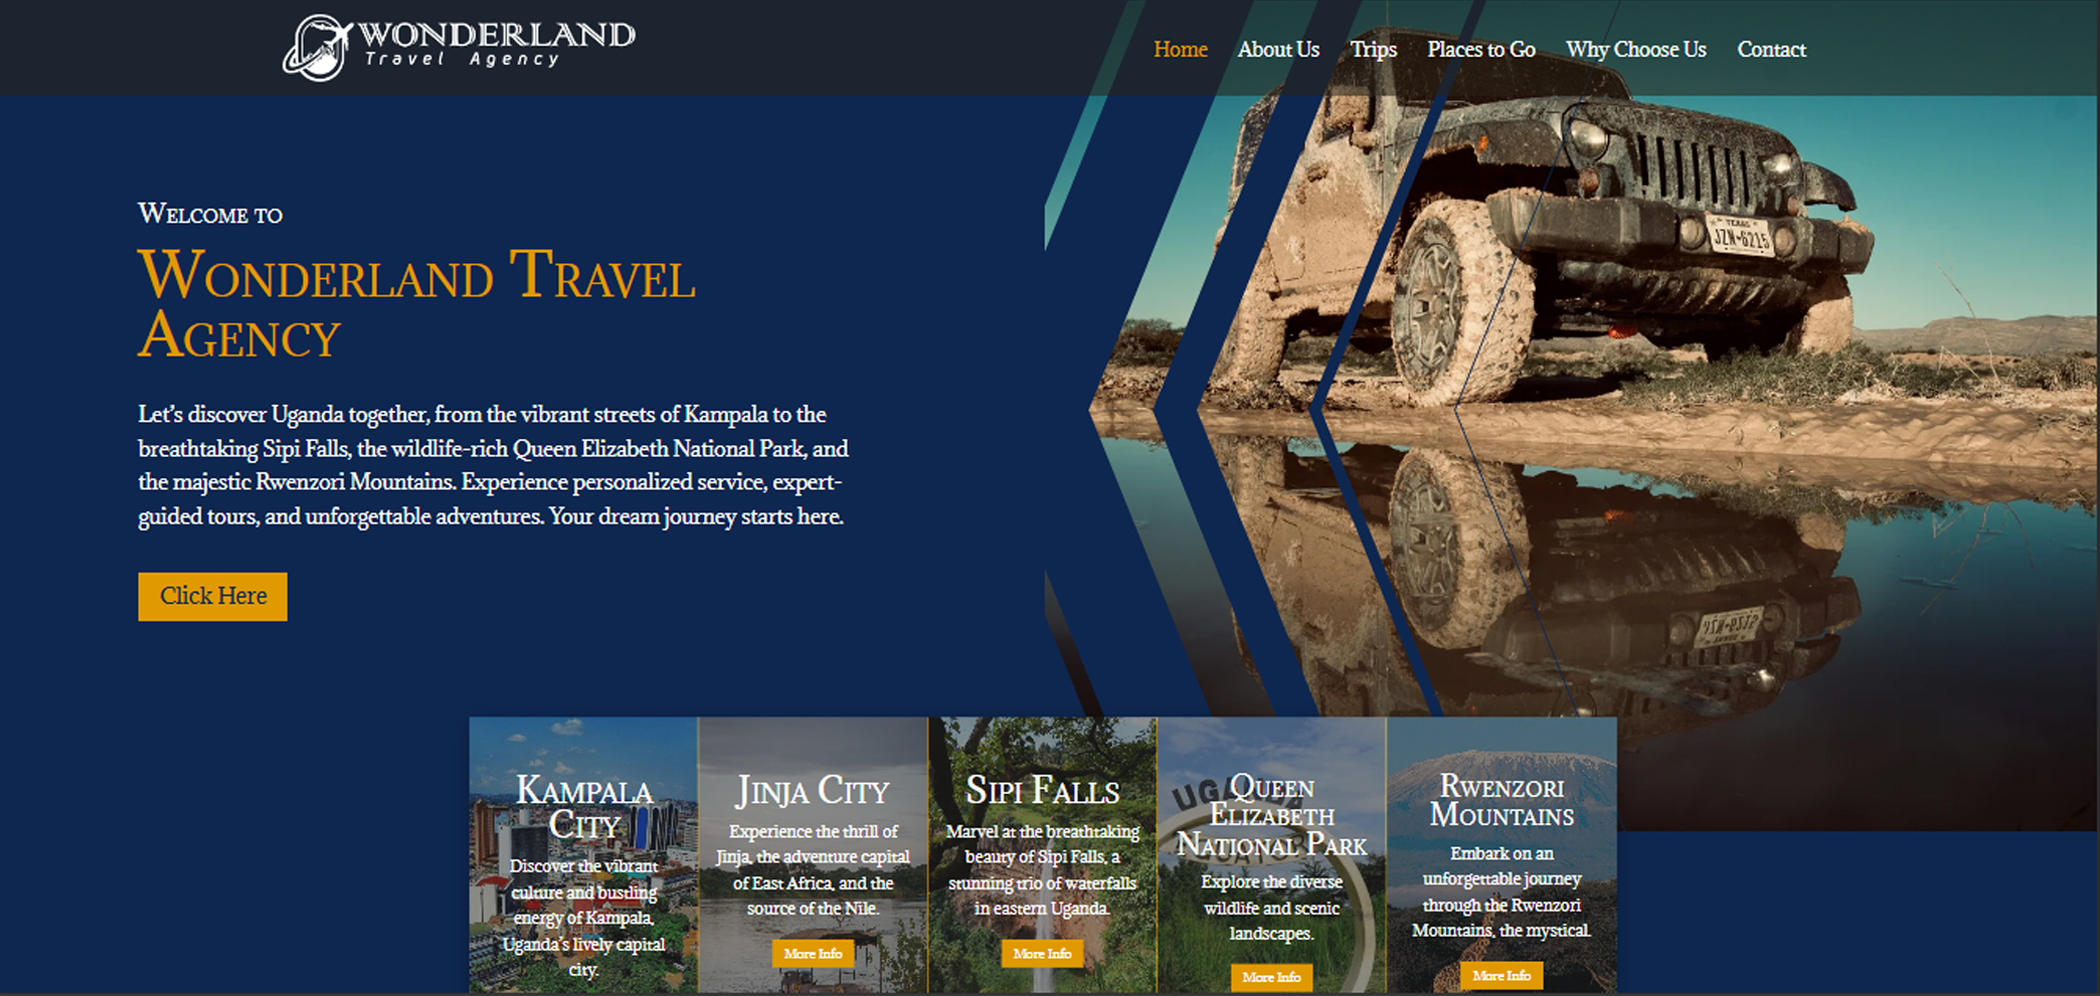 WONDERLAND
Travel Agency
Home About Us Trips Places to Go Why Choose Us Contact
Welcome to
Wonderland Travel
Agency
Let's discover Uganda together, from the vibrant streets of Kampala to the
breathtaking Sipi Falls, the wildlife-rich Queen Elizabeth National Park, and
the majestic Rwenzori Mountains. Experience personalized service, expert-
guided tours, and unforgettable adventures. Your dream journey starts here.
Click Here
TEXAS
JZN-6215
Kampala
City
Discover the vibrant
culture and bustling
energy of Kampala,
Uganda's lively capital
city.
Jinja City
Experience the thrill of
Jinja, the adventure capital
of East Africa, and the
source of the Nile.
More Info
Sipi Falls
Marvel at the breathtaking
beauty of Sipi Falls, a
stunning trio of waterfalls
in eastern Uganda.
More Info
UGANDA
Queen
Elizabeth
National Park
Explore the diverse
wildlife and scenic
landscapes.
More Info
Rwenzori
Mountains
Embark on an
unforgettable journey
through the Rwenzori
Mountains, the mystical.
More Info